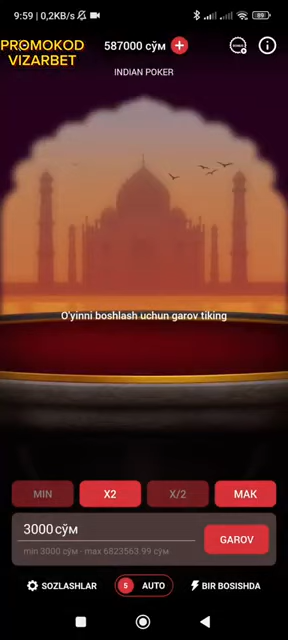 9:59 | 0,2KB/s
89
PROMOKOD
VIZARBET
587000 сўм
INDIAN POKER
O'yinni boshlash uchun garov tiking
MIN
X2
X/2
МАК
3000 сўм
min 3000 сўм - max 6823563.99 сўм
GAROV
SOZLASHLAR
5 AUTO
BIR BOSISHDA